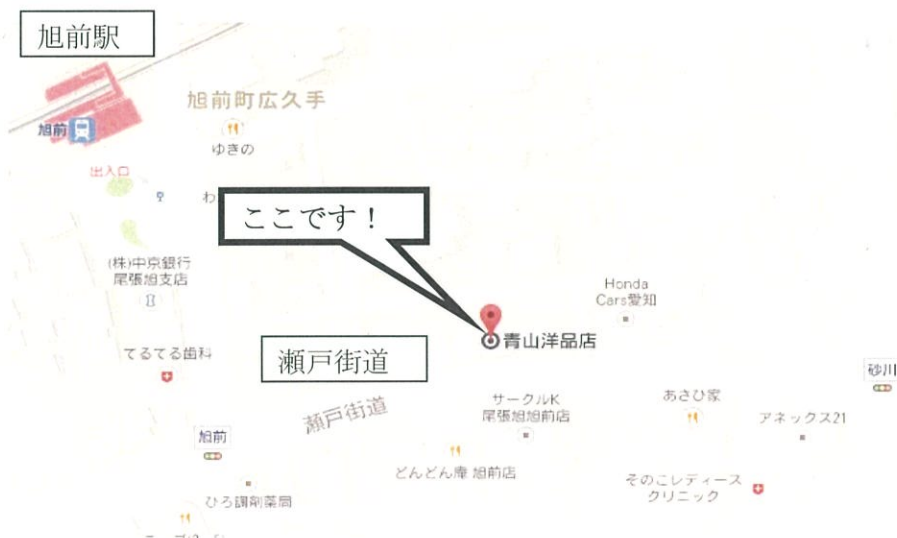 旭前駅
旭前町広久手
旭前
ゆきの
出入口
わ
ここです！
(株)中京銀行
尾張旭支店
Honda
Cars愛知
青山洋品店
てるてる歯科
瀬戸街道
砂川
サークルK
尾張旭旭前店
あさひ家
アネックス21
瀬戸街道
旭前
どんどん庵 旭前店
そのこレディース
クリニック
ひろ調剤薬局